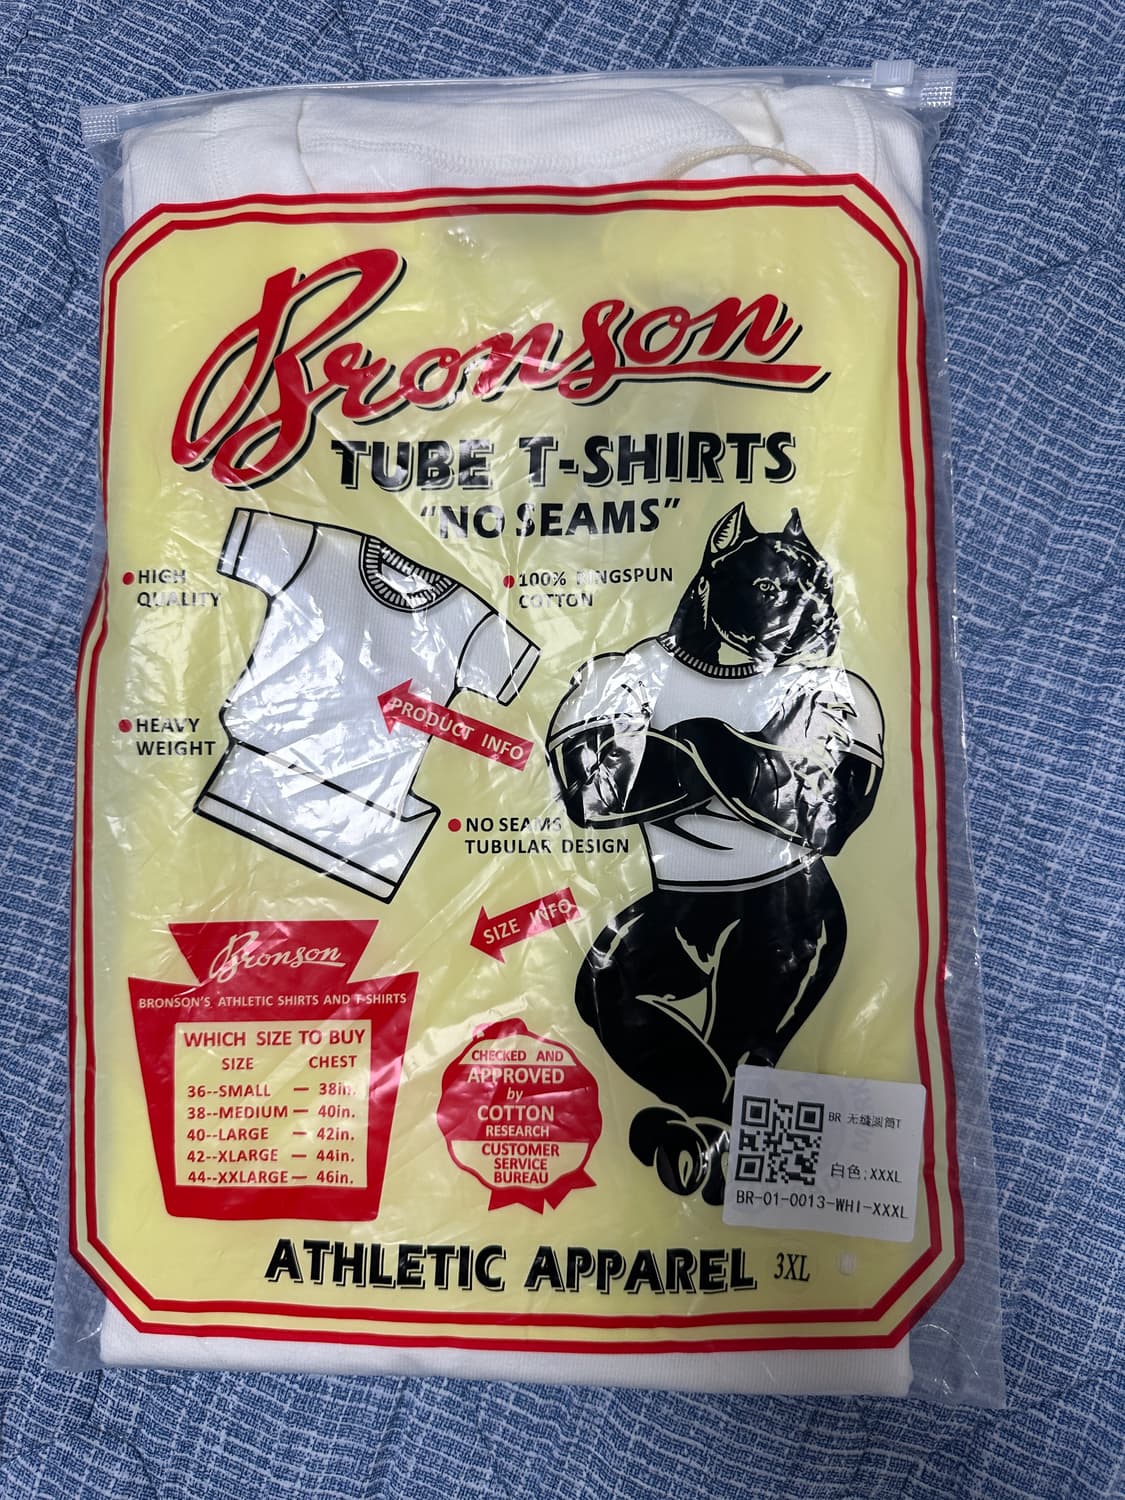 Bronson
TUBE T-SHIRTS
"NO SEAMS"
HIGH
QUALITY
100% RINGSPUN
COTTON
HEAVY
WEIGHT
PRODUCT INFO
NO SEAMS
TUBULAR DESIGN
SIZE INFO
Bronson
BRONSON'S ATHLETIC SHIRTS AND T-SHIRTS
WHICH SIZE TO BUY
SIZE CHEST
36--SMALL — 38in.
38--MEDIUM — 40in.
40--LARGE — 42in.
42--XLARGE — 44in.
44--XXLARGE — 46in.
CHECKED AND
APPROVED
by
COTTON
RESEARCH
CUSTOMER
SERVICE
BUREAU
BR 无缝圆筒T
白色;XXXL
BR-01-0013-WHI-XXXL
ATHLETIC APPAREL 3XL